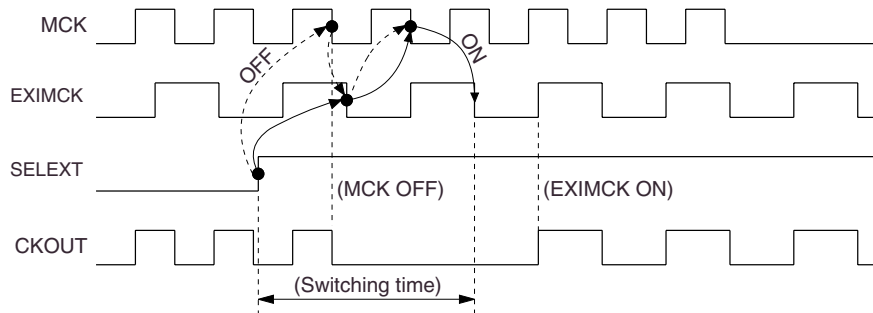 MCK
OFF
ON
EXIMCK
SELEXT
(MCK OFF)
(EXIMCK ON)
CKOUT
(Switching time)